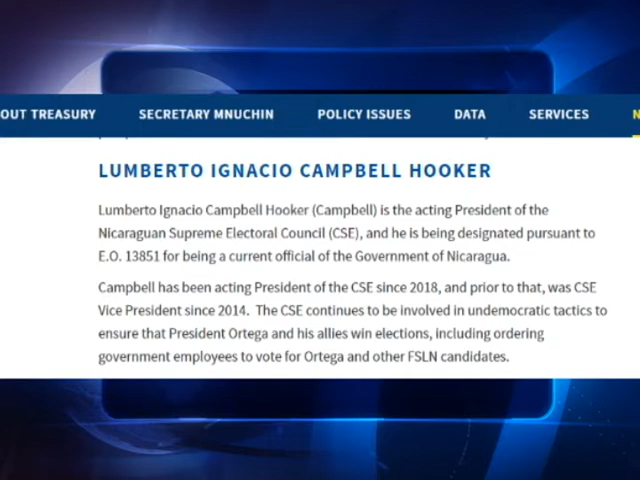 OUT TREASURY SECRETARY MNUCHIN POLICY ISSUES DATA SERVICES N
LUMBERTO IGNACIO CAMPBELL HOOKER
Lumberto Ignacio Campbell Hooker (Campbell) is the acting President of the
Nicaraguan Supreme Electoral Council (CSE), and he is being designated pursuant to
E.O. 13851 for being a current official of the Government of Nicaragua.
Campbell has been acting President of the CSE since 2018, and prior to that, was CSE
Vice President since 2014. The CSE continues to be involved in undemocratic tactics to
ensure that President Ortega and his allies win elections, including ordering
government employees to vote for Ortega and other FSLN candidates.